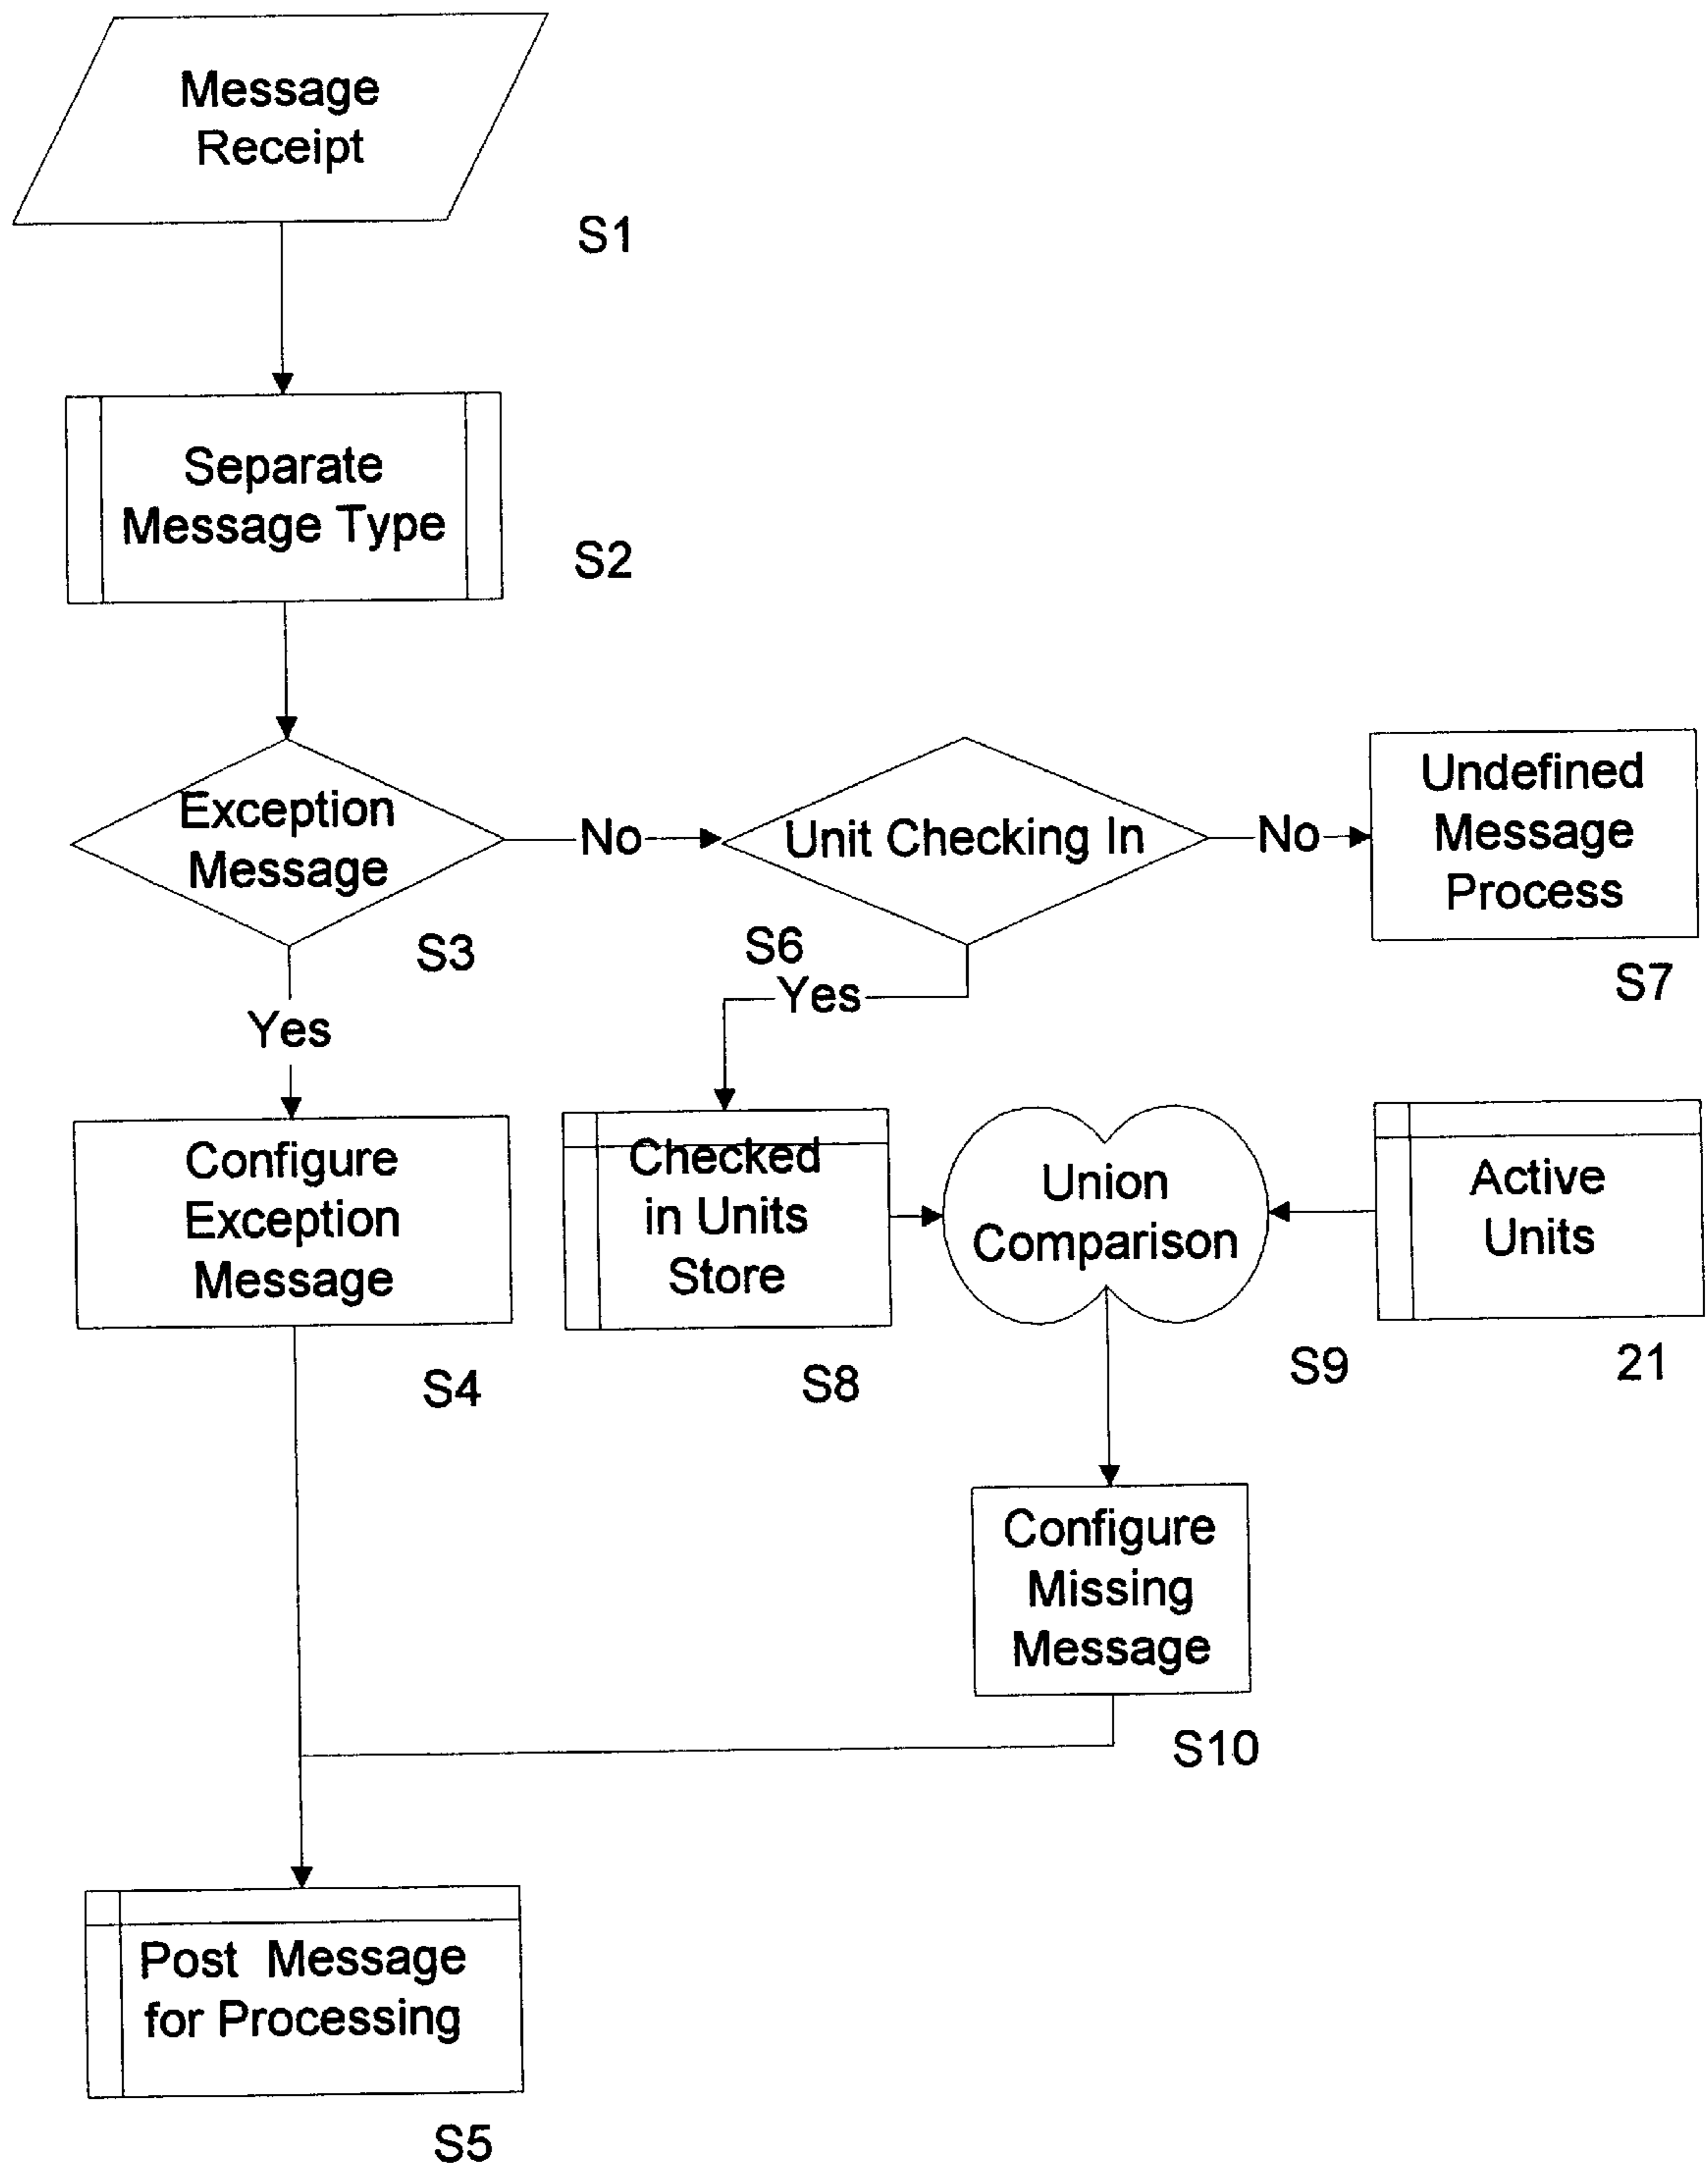 Message
Receipt
S1
Separate
Message Type
S2
Exception
Message
S3
No
Unit Checking In
S6
No
Undefined
Message
Process
S7
Yes
Yes
Configure
Exception
Message
S4
Checked
in Units
Store
S8
Union
Comparison
S9
Active
Units
21
Configure
Missing
Message
S10
Post Message
for Processing
S5